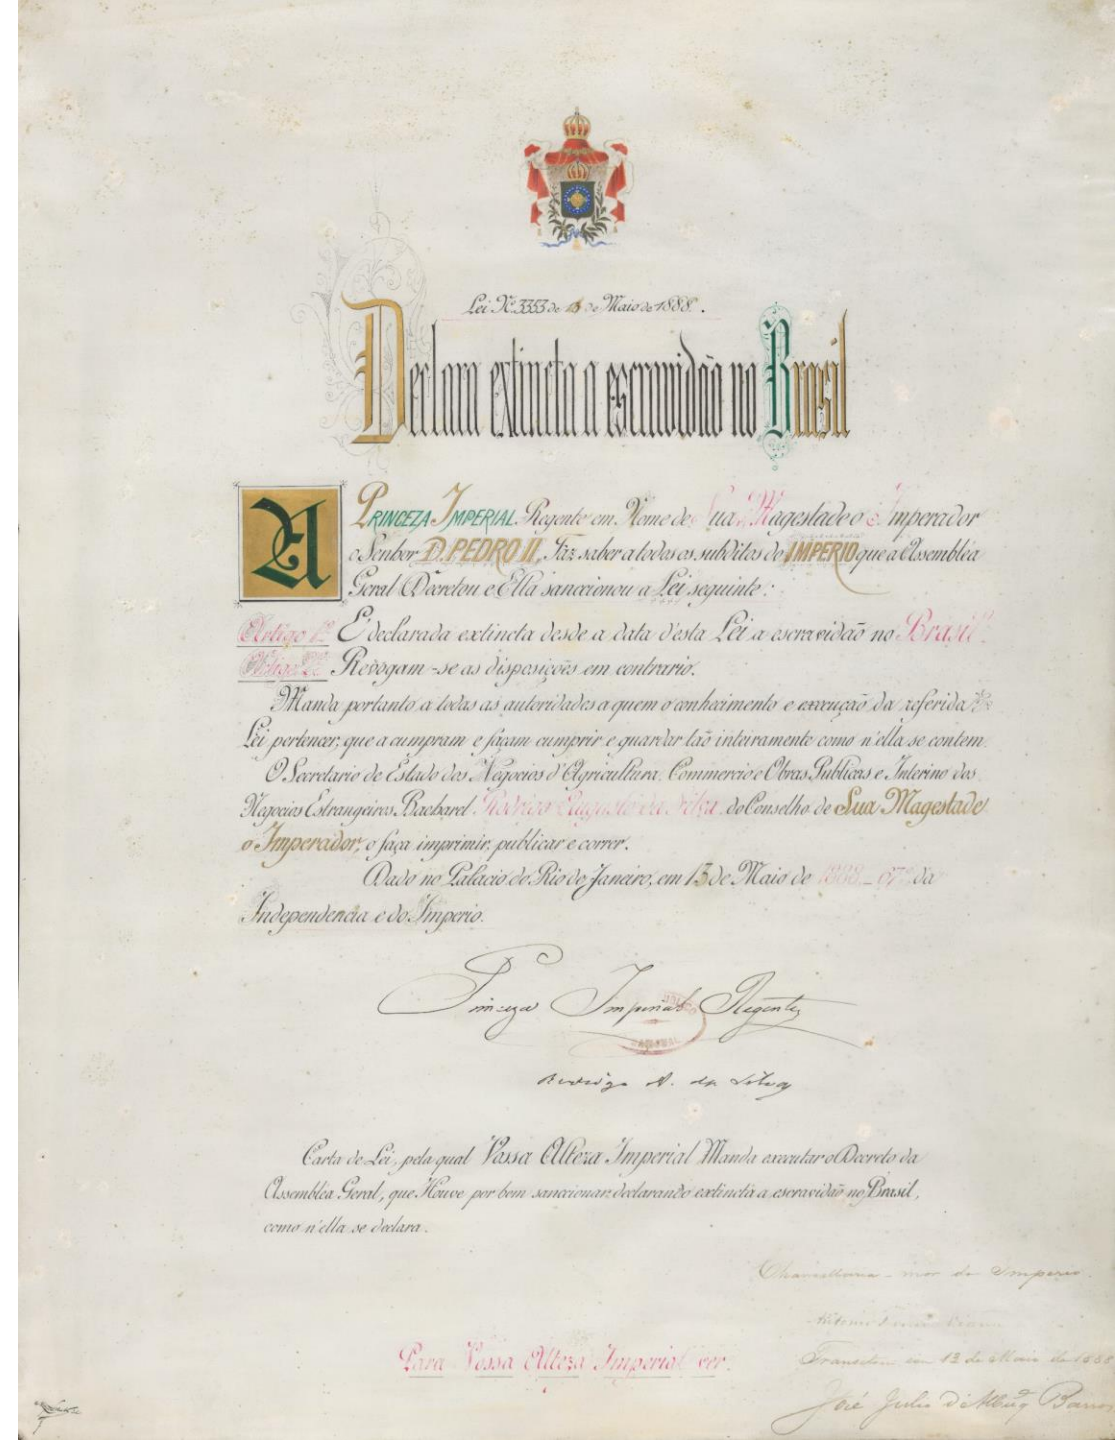 Lei Nº 3353 de 13 de Maio de 1888.
Declara extincta a escravidão no Brasil
A PRINCEZA IMPERIAL Regente em Nome de Sua Magestade o Imperador
o Senhor D. PEDRO II, Faz saber a todos os subditos do IMPERIO que a Assembléa
Geral Decretou e Ella sanccionou a Lei seguinte:
Artigo 1º É declarada extincta desde a data d'esta Lei a escravidão no Brasil.
Artigo 2º Revogam-se as disposições em contrario.
Manda portanto a todas as autoridades a quem o conhecimento e execução da referida
Lei pertencer, que a cumpram e façam cumprir e guardar tão inteiramente como n'ella se contem.
O Secretario de Estado dos Negocios d'Agricultura, Commercio e Obras Publicas e Interino dos
Negocios Estrangeiros Bacharel Rodrigo Augusto da Silva, do Conselho de Sua Magestade
o Imperador, o faça imprimir, publicar e correr.
Dado no Palacio do Rio de Janeiro, em 13 de Maio de 1888 – 67º da
Independencia e do Imperio.
Princeza Imperial Regente
Rodrigo A. da Silva
Carta de Lei, pela qual Vossa Alteza Imperial Manda executar o Decreto da
Assembléa Geral, que Houve por bem sanccionar, declarando extincta a escravidão no Brasil,
como n'ella se declara.
Chancellaria-mor do Imperio.
Antonio Ferreira Vianna
Para Vossa Alteza Imperial ver.
Transitou em 13 de Maio de 1888
José Julio d'Albuqº Barros